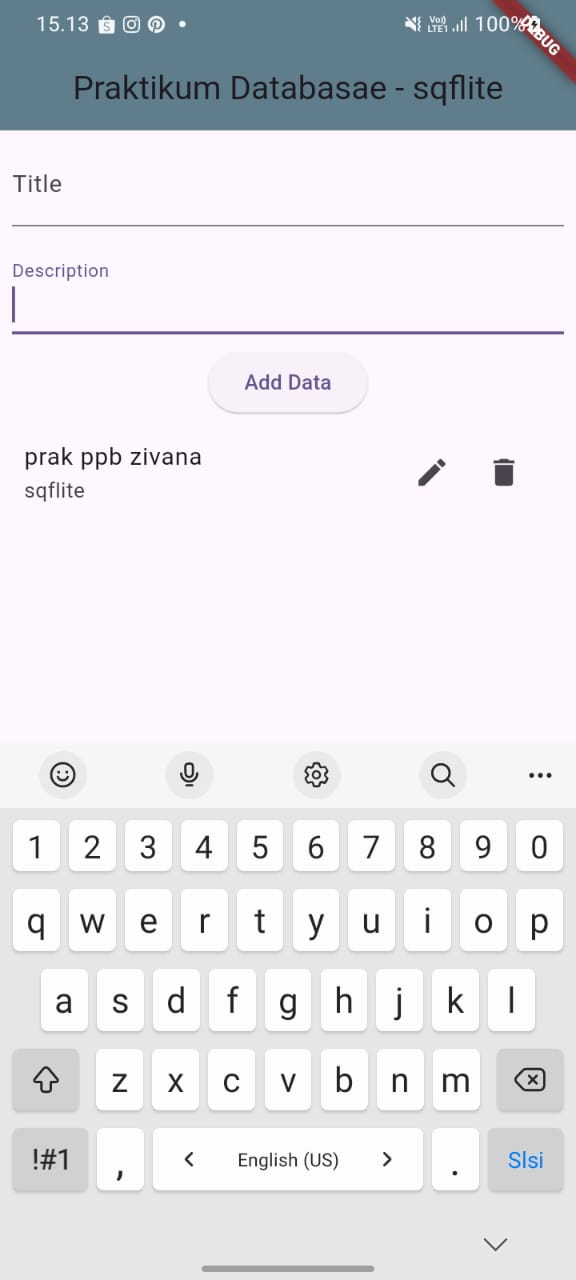 15.13 Vo)) LTE1 100%
DEBUG
Praktikum Databasae - sqflite
Title
Description
Add Data
prak ppb zivana
sqflite
1 2 3 4 5 6 7 8 9 0
q w e r t y u i o p
a s d f g h j k l
z x c v b n m
!#1 , < English (US) > . Slsi